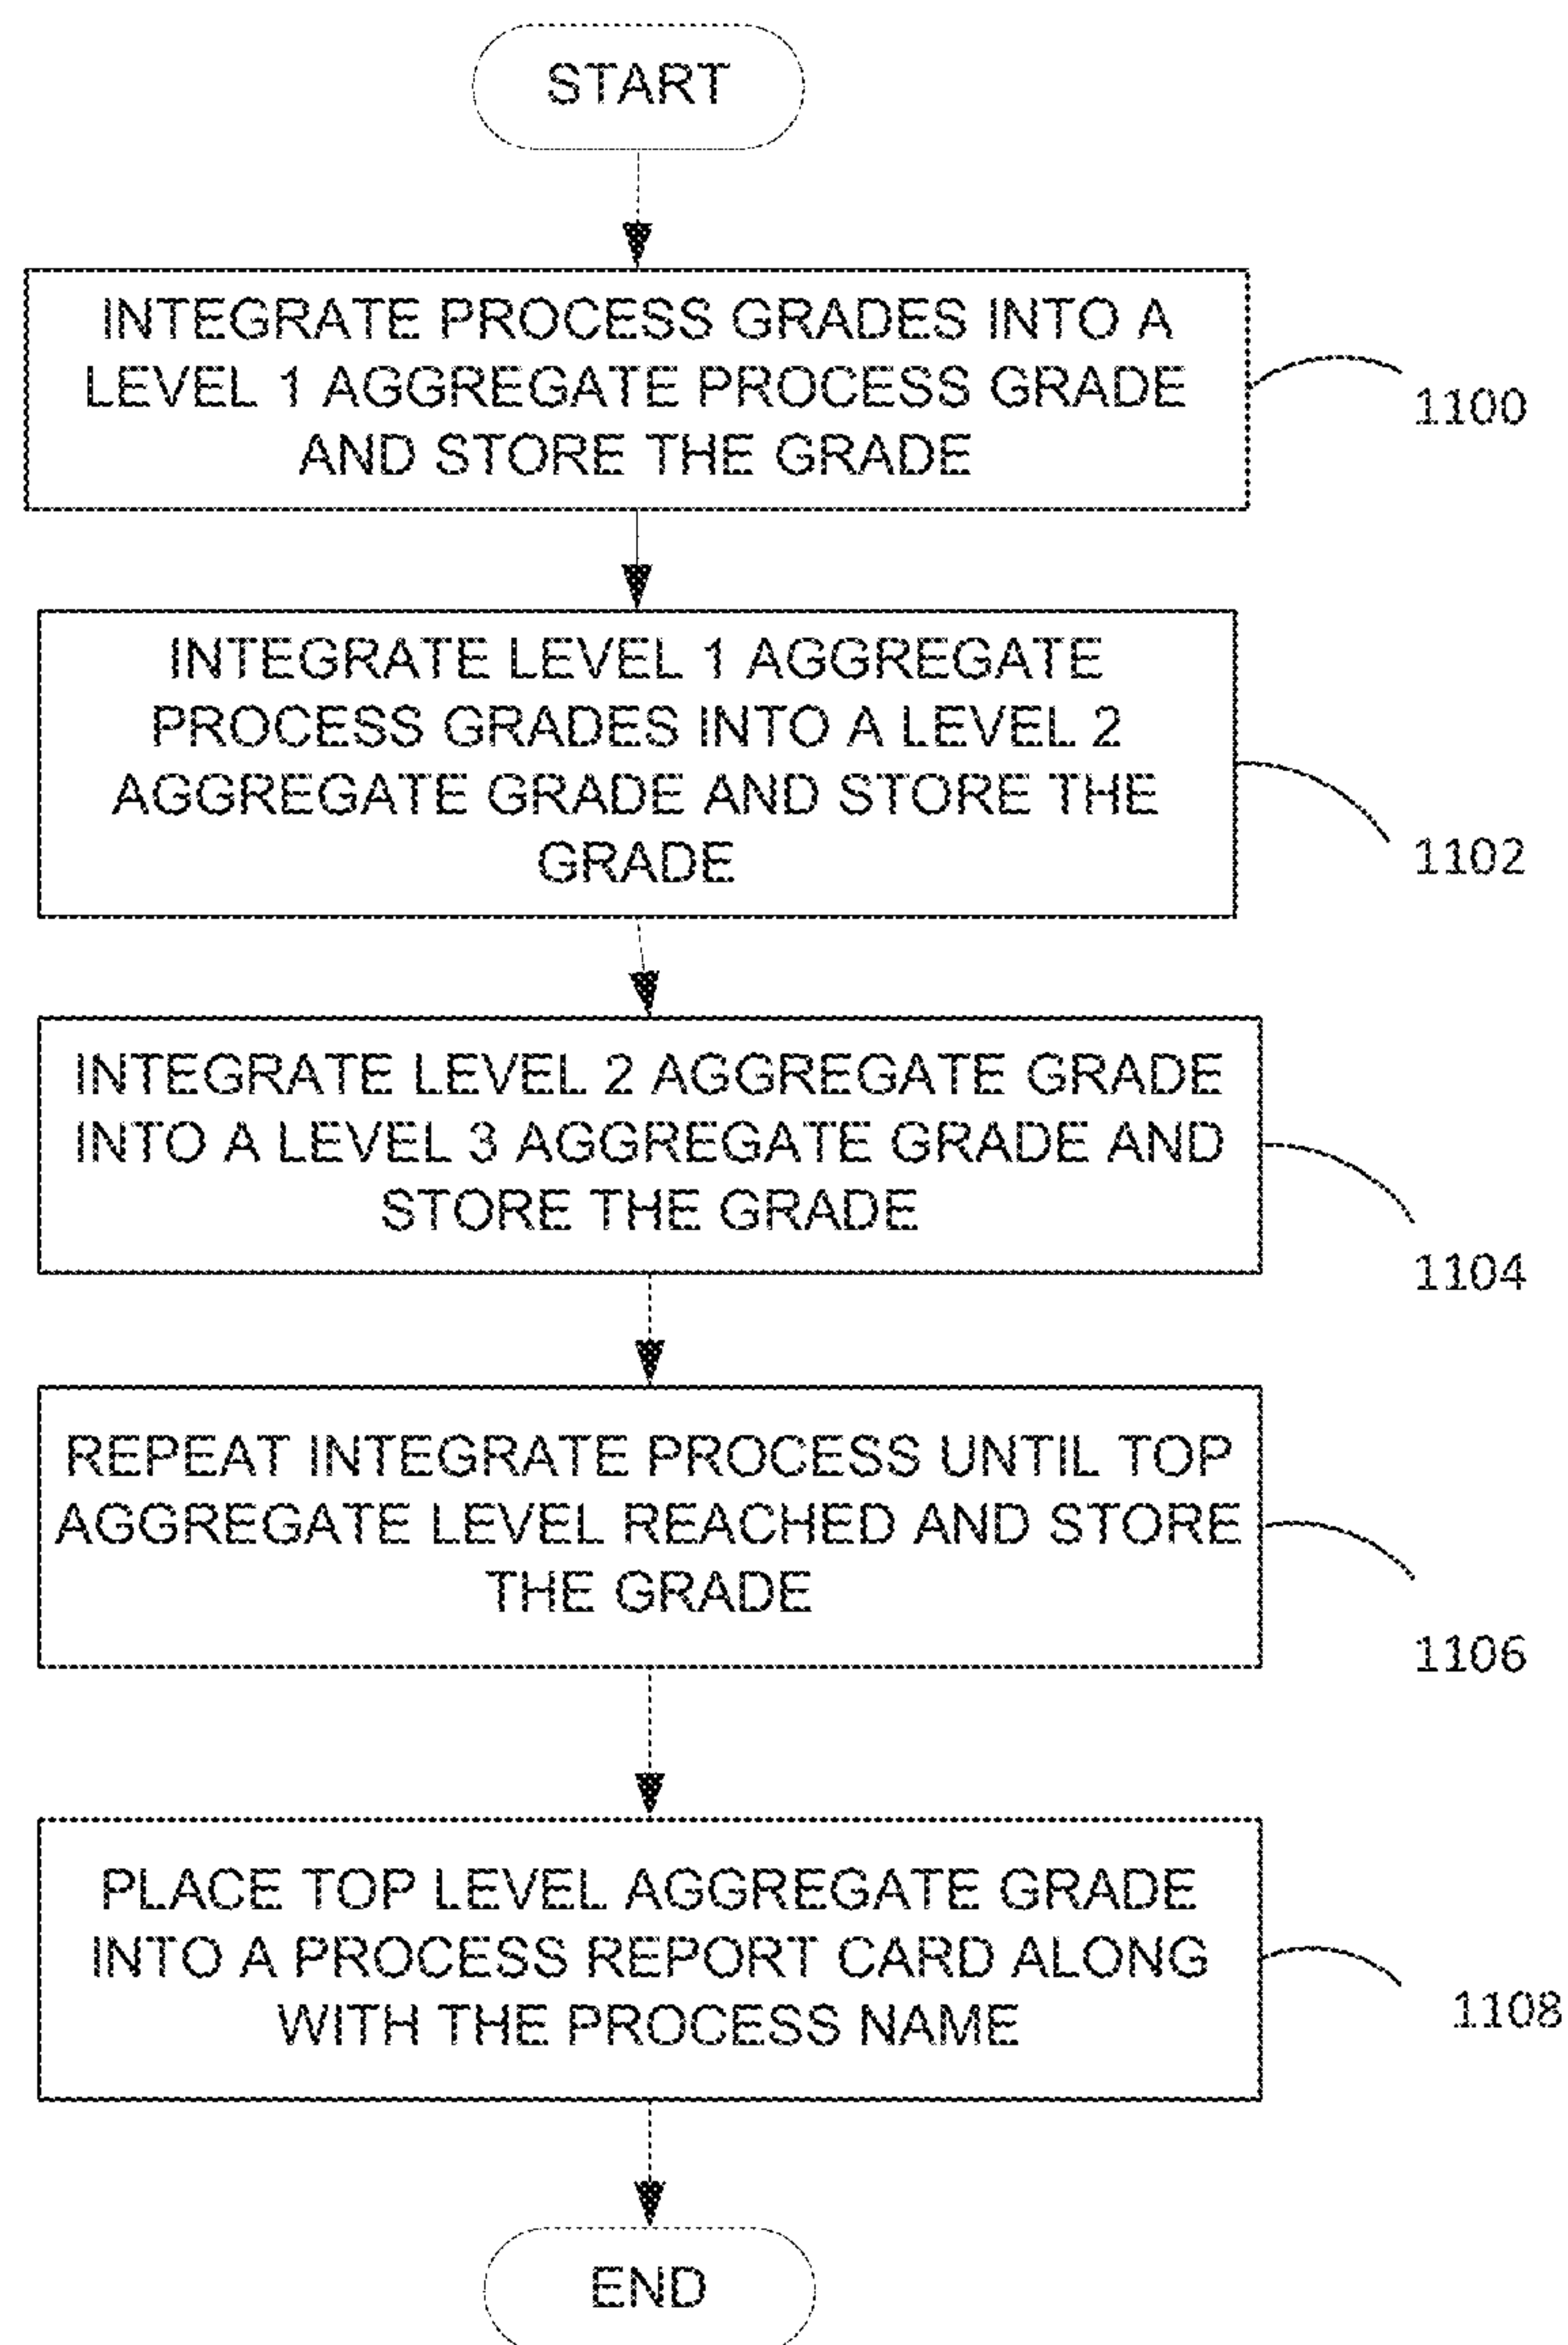 START
INTEGRATE PROCESS GRADES INTO A
LEVEL 1 AGGREGATE PROCESS GRADE
AND STORE THE GRADE
1100
INTEGRATE LEVEL 1 AGGREGATE
PROCESS GRADES INTO A LEVEL 2
AGGREGATE GRADE AND STORE THE
GRADE
1102
INTEGRATE LEVEL 2 AGGREGATE GRADE
INTO A LEVEL 3 AGGREGATE GRADE AND
STORE THE GRADE
1104
REPEAT INTEGRATE PROCESS UNTIL TOP
AGGREGATE LEVEL REACHED AND STORE
THE GRADE
1106
PLACE TOP LEVEL AGGREGATE GRADE
INTO A PROCESS REPORT CARD ALONG
WITH THE PROCESS NAME
1108
END